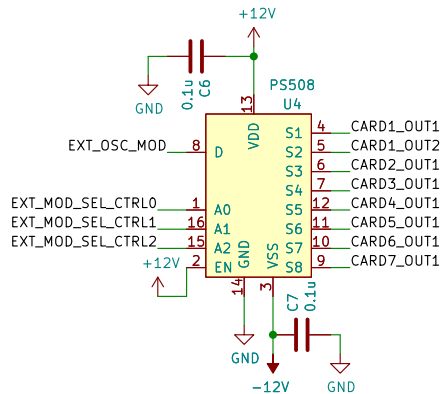 +12V
0.1u
C6
GND
PS508
U4
13
VDD
EXT_OSC_MOD 8 D
S1 4 CARD1_OUT1
S2 5 CARD1_OUT2
S3 6 CARD2_OUT1
S4 7 CARD3_OUT1
EXT_MOD_SEL_CTRL0 1 A0
S5 12 CARD4_OUT1
EXT_MOD_SEL_CTRL1 16 A1
S6 11 CARD5_OUT1
EXT_MOD_SEL_CTRL2 15 A2
S7 10 CARD6_OUT1
+12V 2 EN
S8 9 CARD7_OUT1
GND
VSS
14
3
C7
0.1u
GND
-12V
GND